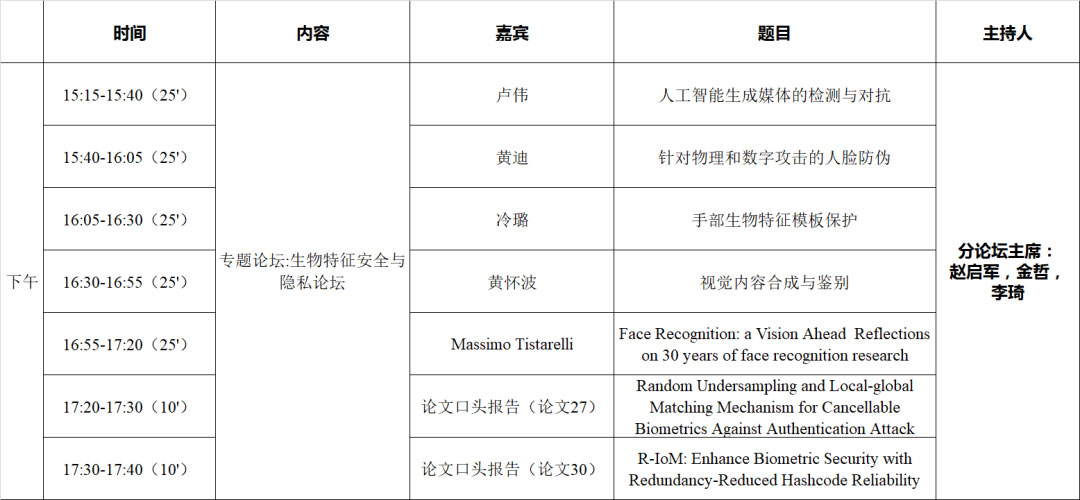 时间 内容 嘉宾 题目 主持人
下午
15:15-15:40（25'） 卢伟 人工智能生成媒体的检测与对抗
15:40-16:05（25'） 黄迪 针对物理和数字攻击的人脸防伪
16:05-16:30（25'） 冷璐 手部生物特征模板保护
专题论坛:生物特征安全与
隐私论坛
分论坛主席：
赵启军，金哲，
李琦
16:30-16:55（25'） 黄怀波 视觉内容合成与鉴别
16:55-17:20（25'） Massimo Tistarelli Face Recognition: a Vision Ahead Reflections
on 30 years of face recognition research
17:20-17:30（10'） 论文口头报告（论文27） Random Undersampling and Local-global
Matching Mechanism for Cancellable
Biometrics Against Authentication Attack
17:30-17:40（10'） 论文口头报告（论文30） R-IoM: Enhance Biometric Security with
Redundancy-Reduced Hashcode Reliability